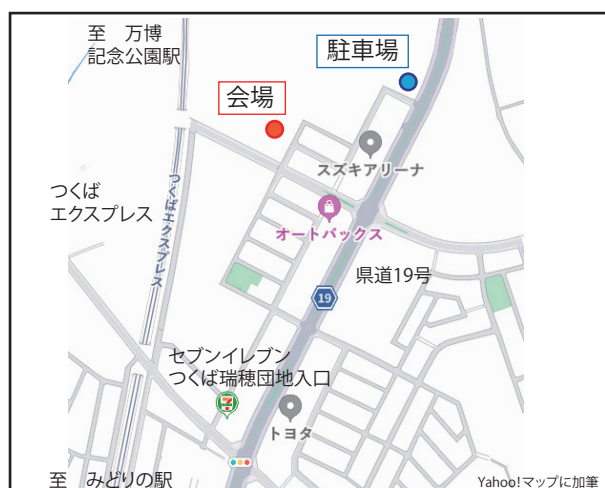 至　万博
記念公園駅
駐車場
会場
スズキアリーナ
つくばエクスプレス
つくば
エクスプレス
オートバックス
県道19号
19
セブンイレブン
つくば瑞穂団地入口
7
トヨタ
至　みどりの駅
Yahoo!マップに加筆